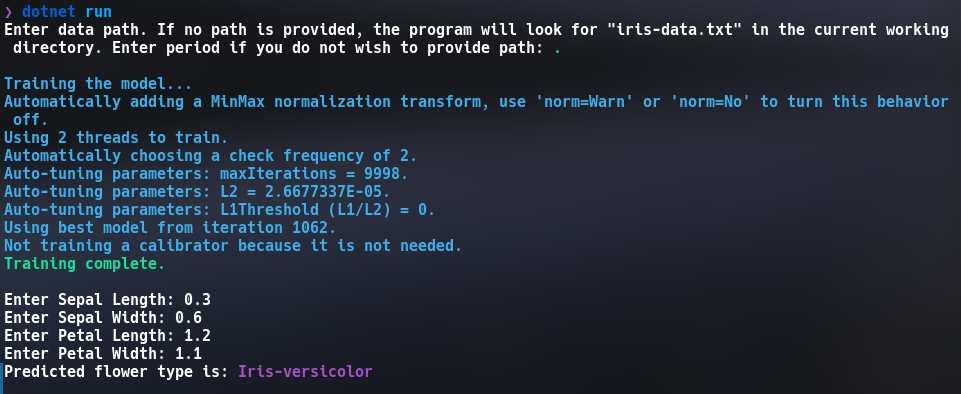 ❯ dotnet run
Enter data path. If no path is provided, the program will look for "iris-data.txt" in the current working
directory. Enter period if you do not wish to provide path: .
Training the model...
Automatically adding a MinMax normalization transform, use 'norm=Warn' or 'norm=No' to turn this behavior
off.
Using 2 threads to train.
Automatically choosing a check frequency of 2.
Auto-tuning parameters: maxIterations = 9998.
Auto-tuning parameters: L2 = 2.6677337E-05.
Auto-tuning parameters: L1Threshold (L1/L2) = 0.
Using best model from iteration 1062.
Not training a calibrator because it is not needed.
Training complete.
Enter Sepal Length: 0.3
Enter Sepal Width: 0.6
Enter Petal Length: 1.2
Enter Petal Width: 1.1
Predicted flower type is: Iris-versicolor